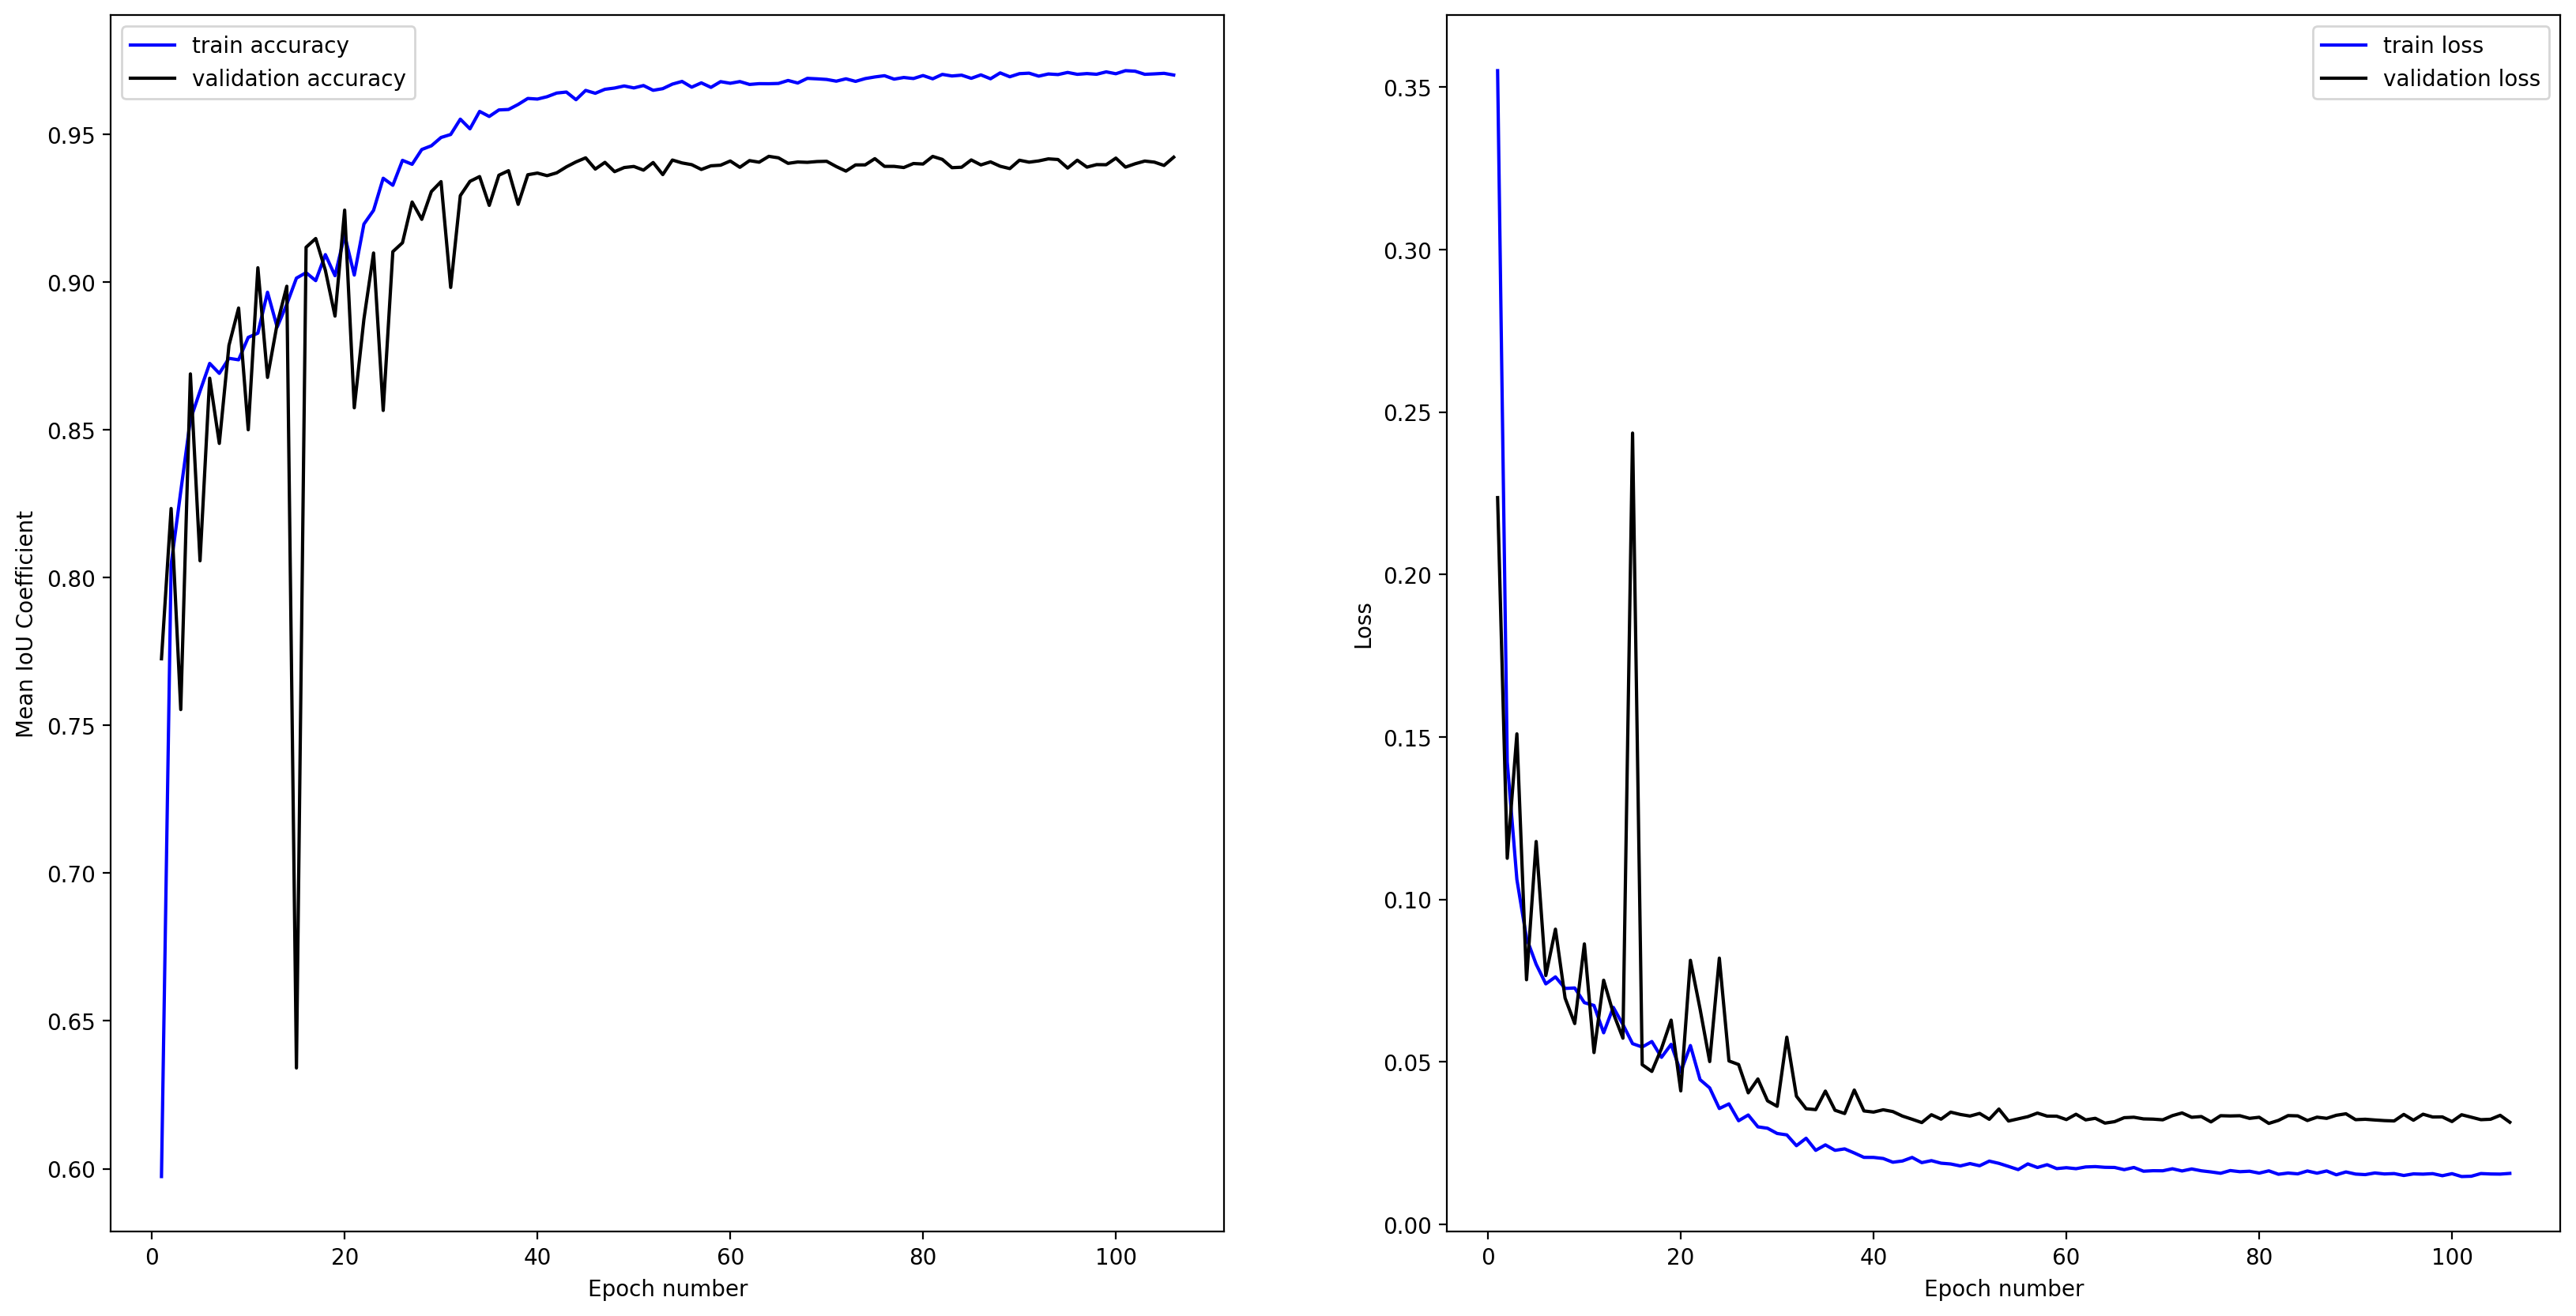 train accuracy
validation accuracy
0.95
0.90
0.85
0.80
0.75
0.70
0.65
0.60
Mean IoU Coefficient
0 20 40 60 80 100
Epoch number
train loss
validation loss
0.35
0.30
0.25
0.20
0.15
0.10
0.05
0.00
Loss
0 20 40 60 80 100
Epoch number